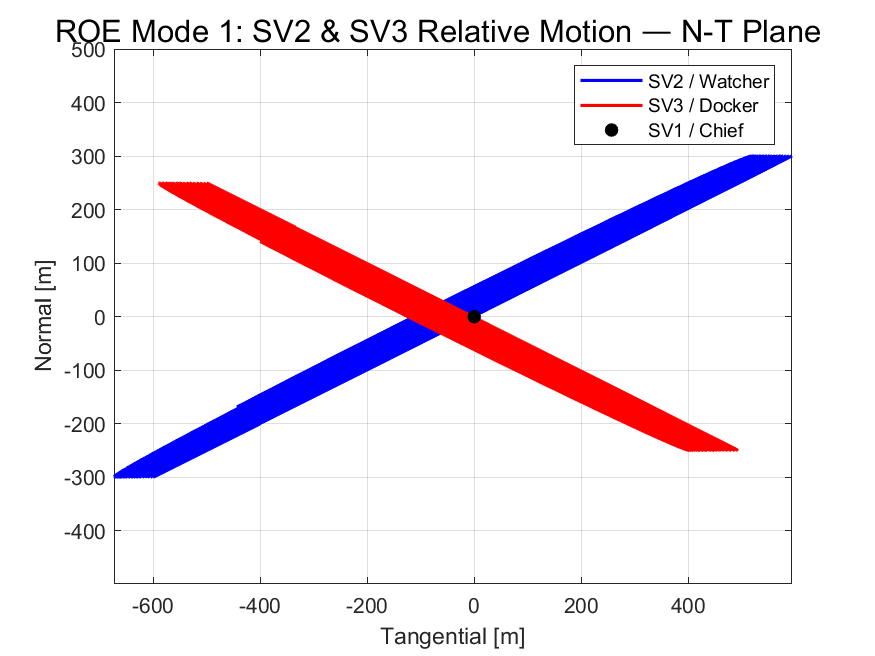 ROE Mode 1: SV2 & SV3 Relative Motion — N-T Plane
SV2 / Watcher
SV3 / Docker
SV1 / Chief
500
400
300
200
100
0
-100
-200
-300
-400
Normal [m]
-600 -400 -200 0 200 400
Tangential [m]